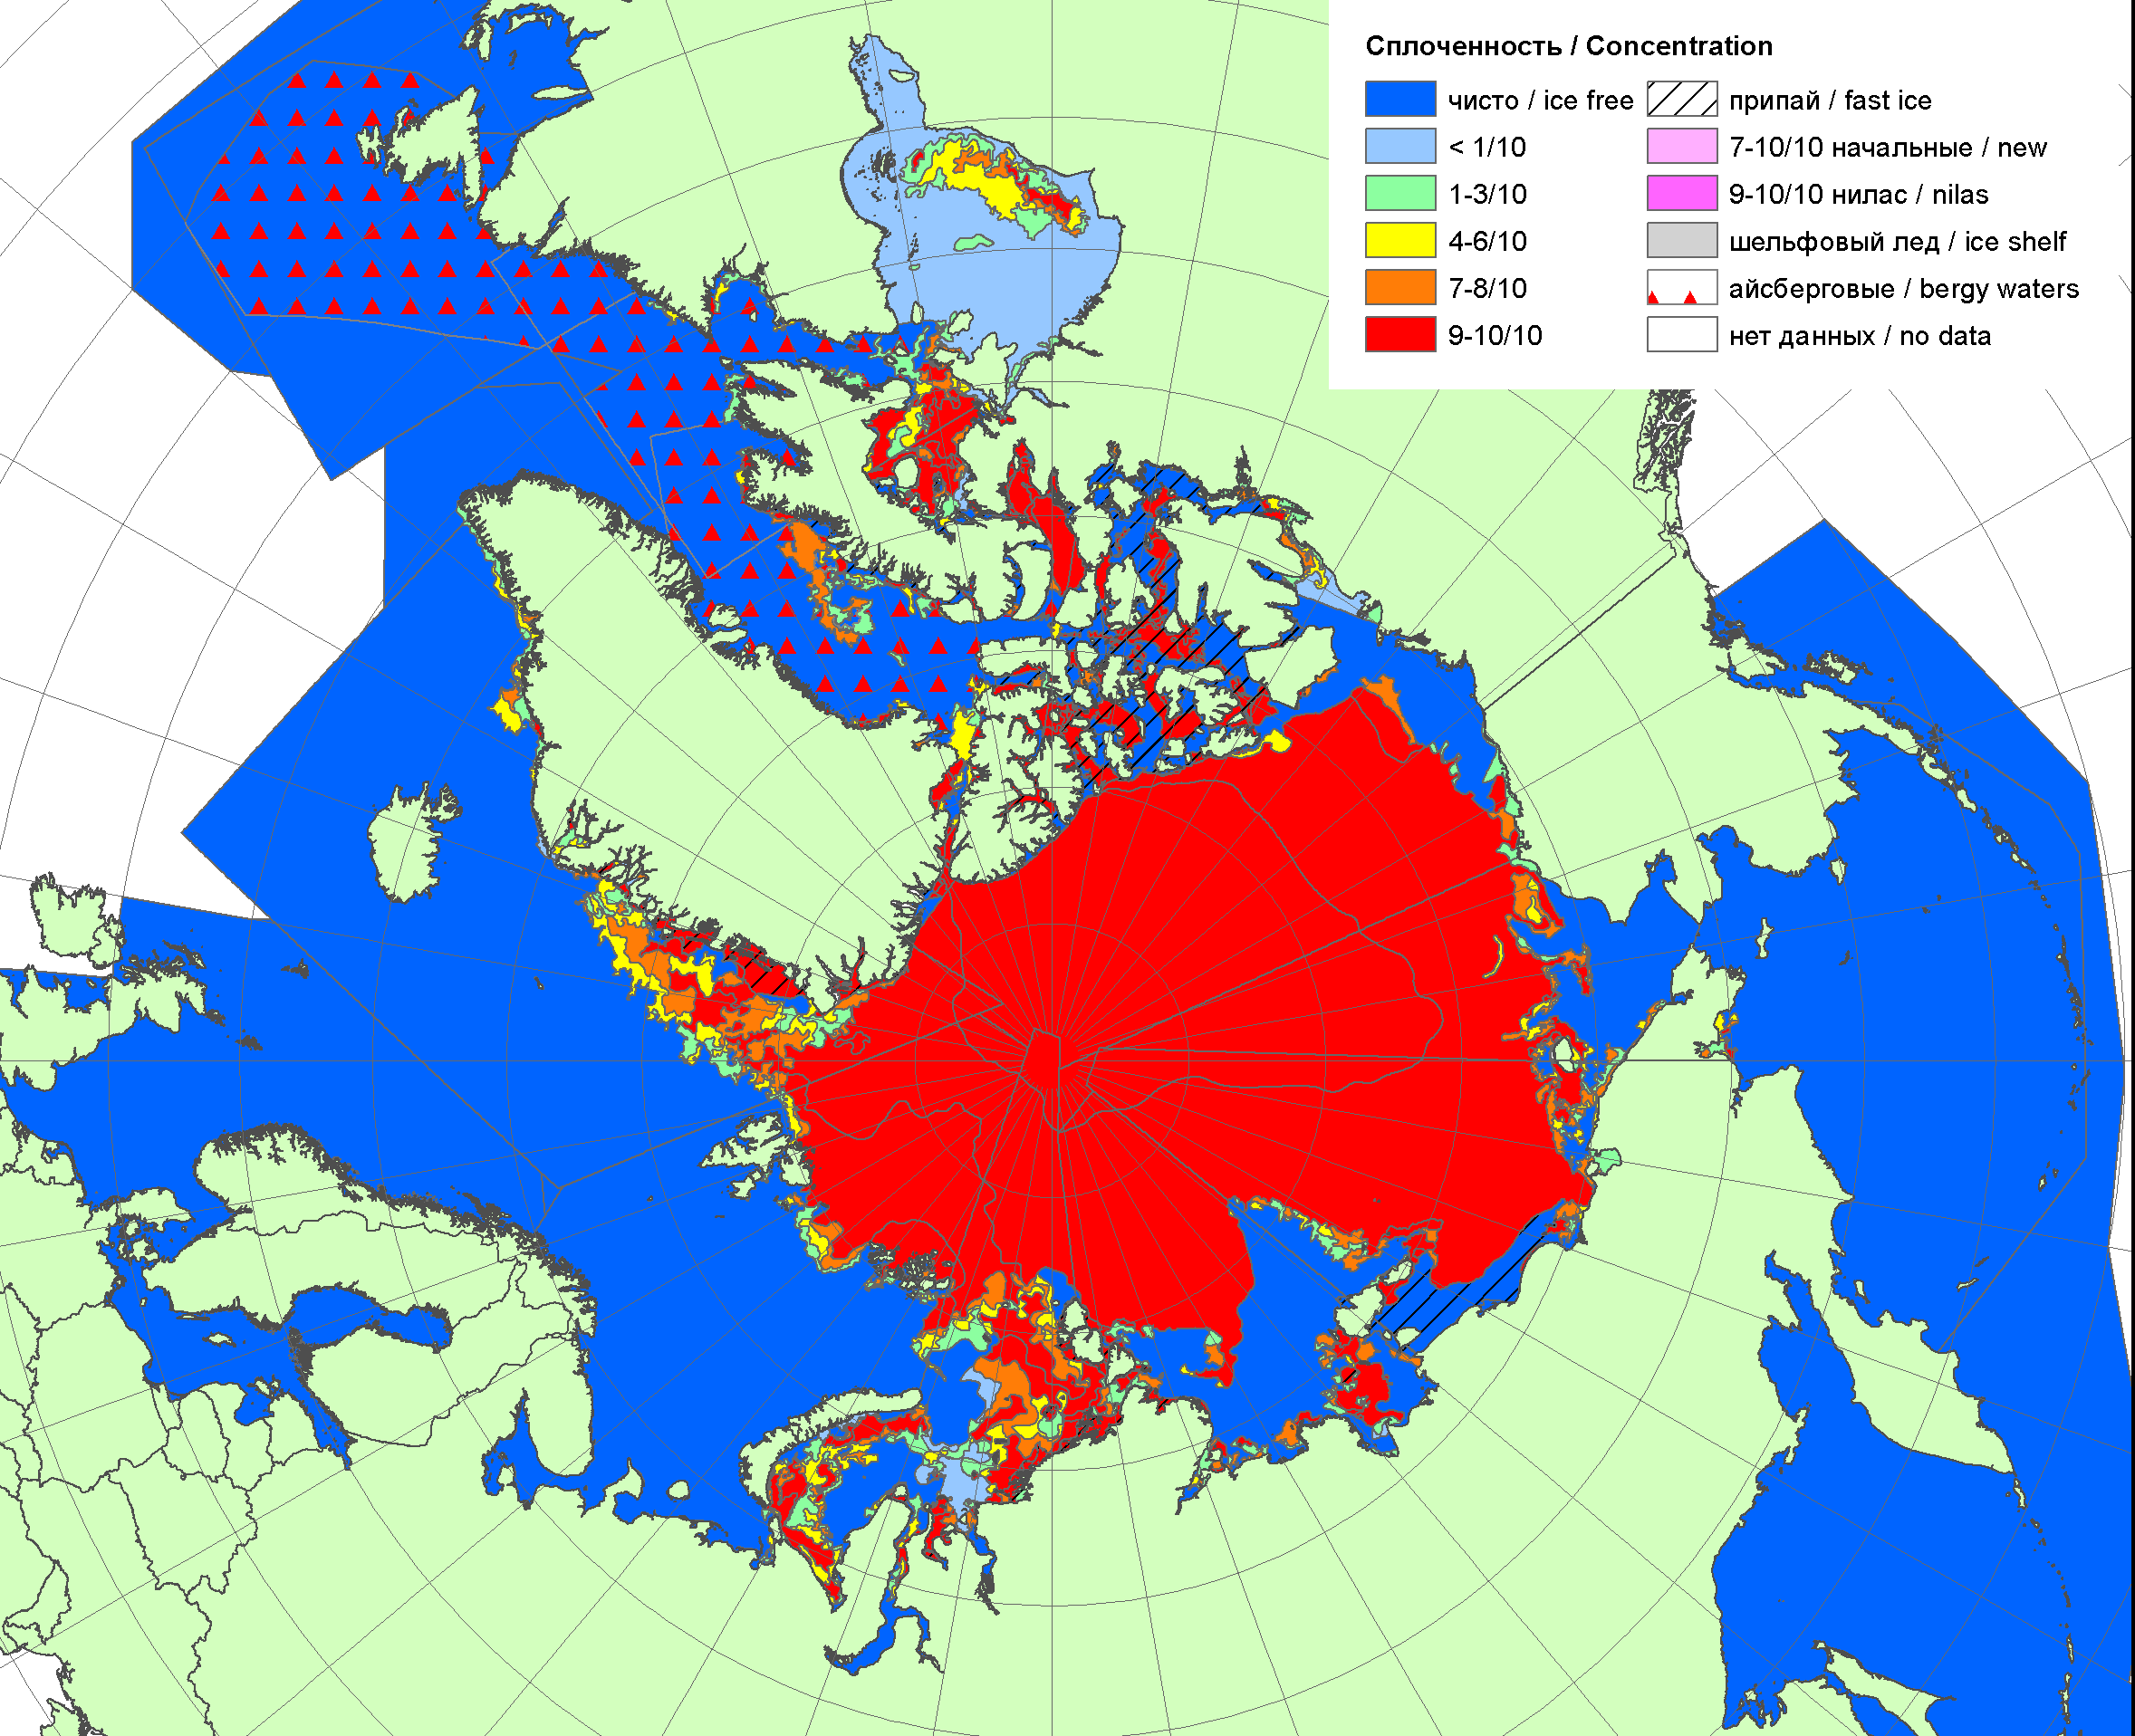 Сплоченность / Concentration
чисто / ice free
< 1/10
1-3/10
4-6/10
7-8/10
9-10/10
припай / fast ice
7-10/10 начальные / new
9-10/10 нилас / nilas
шельфовый лед / ice shelf
айсберговые / bergy waters
нет данных / no data